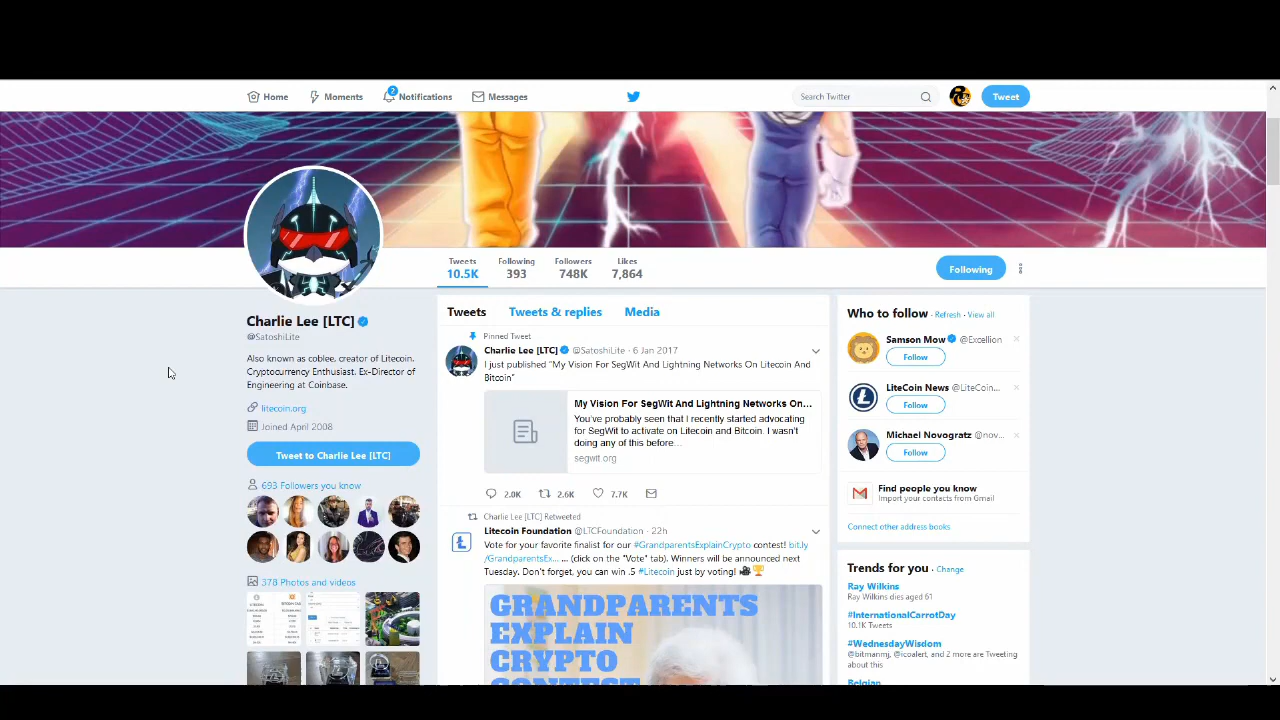 Home
Moments
2
Notifications
Messages
Search Twitter
Tweet
Tweets
10.5K
Following
393
Followers
748K
Likes
7,864
Following
Charlie Lee [LTC]
@SatoshiLite
Also known as coblee, creator of Litecoin.
Cryptocurrency Enthusiast. Ex-Director of
Engineering at Coinbase.
litecoin.org
Joined April 2008
Tweet to Charlie Lee [LTC]
693 Followers you know
378 Photos and videos
Tweets
Tweets & replies
Media
Pinned Tweet
Charlie Lee [LTC] @SatoshiLite · 6 Jan 2017
I just published "My Vision For SegWit And Lightning Networks On Litecoin And
Bitcoin"
My Vision For SegWit And Lightning Networks On...
You've probably seen that I recently started advocating
for SegWit to activate on Litecoin and Bitcoin. I wasn't
doing any of this before...
segwit.org
2.0K
2.6K
7.7K
Charlie Lee [LTC] Retweeted
Litecoin Foundation @LTCFoundation · 22h
Vote for your favorite finalist for our #GrandparentsExplainCrypto contest! bit.ly
/GrandparentsEx... ... (click on the "Vote" tab). Winners will be announced next
Tuesday. Don't forget, you can win .5 #Litecoin just by voting! 🎥🏆
GRANDPARENTS
EXPLAIN
CRYPTO
CONTEST
Who to follow · Refresh · View all
Samson Mow @Excellion
Follow
LiteCoin News @LiteCoin...
Follow
Michael Novogratz @nov...
Follow
Find people you know
Import your contacts from Gmail
Connect other address books
Trends for you · Change
Ray Wilkins
Ray Wilkins dies aged 61
#InternationalCarrotDay
10.1K Tweets
#WednesdayWisdom
@bitmanmj, @icoalert, and 2 more are Tweeting
about this
Belgian